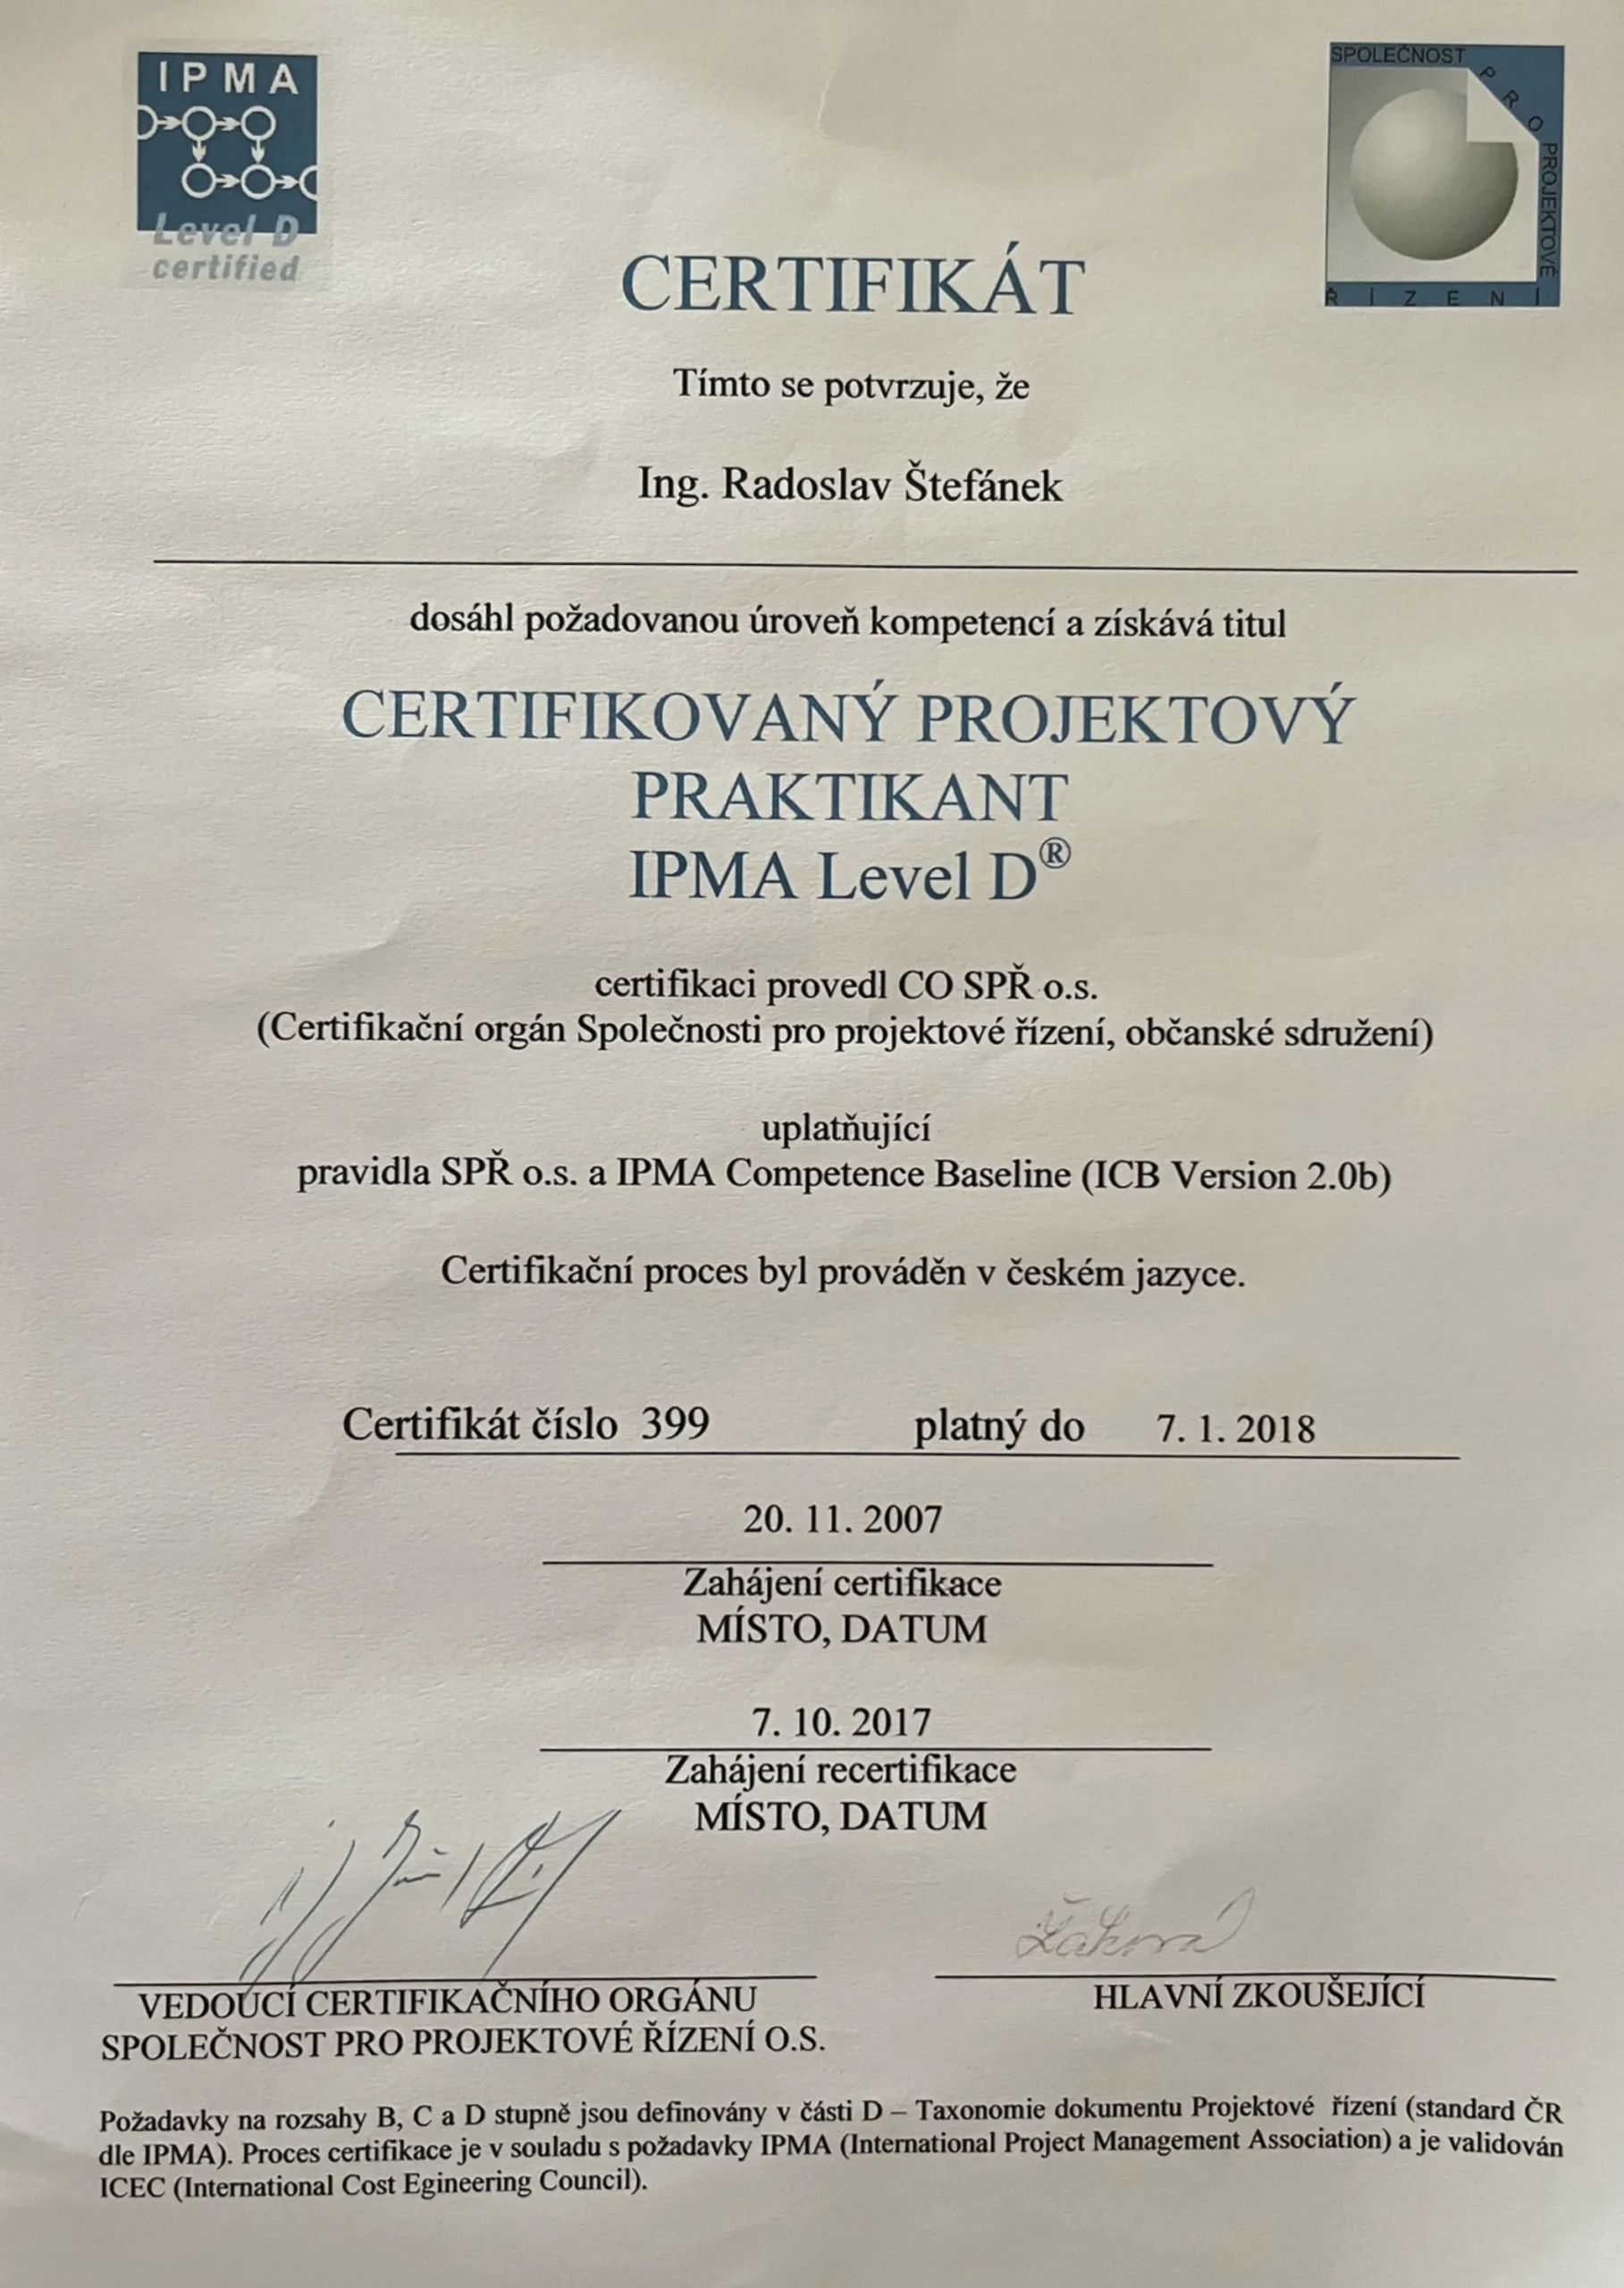 IPMA
Level D
certified
SPOLEČNOST PRO PROJEKTOVÉ ŘÍZENÍ
CERTIFIKÁT
Tímto se potvrzuje, že
Ing. Radoslav Štefánek
dosáhl požadovanou úroveň kompetencí a získává titul
CERTIFIKOVANÝ PROJEKTOVÝ
PRAKTIKANT
IPMA Level D®
certifikaci provedl CO SPŘ o.s.
(Certifikační orgán Společnosti pro projektové řízení, občanské sdružení)
uplatňující
pravidla SPŘ o.s. a IPMA Competence Baseline (ICB Version 2.0b)
Certifikační proces byl prováděn v českém jazyce.
Certifikát číslo 399 platný do 7. 1. 2018
20. 11. 2007
Zahájení certifikace
MÍSTO, DATUM
7. 10. 2017
Zahájení recertifikace
MÍSTO, DATUM
Žáková
VEDOUCÍ CERTIFIKAČNÍHO ORGÁNU
SPOLEČNOST PRO PROJEKTOVÉ ŘÍZENÍ O.S.
HLAVNÍ ZKOUŠEJÍCÍ
Požadavky na rozsahy B, C a D stupně jsou definovány v části D – Taxonomie dokumentu Projektové řízení (standard ČR
dle IPMA). Proces certifikace je v souladu s požadavky IPMA (International Project Management Association) a je validován
ICEC (International Cost Egineering Council).